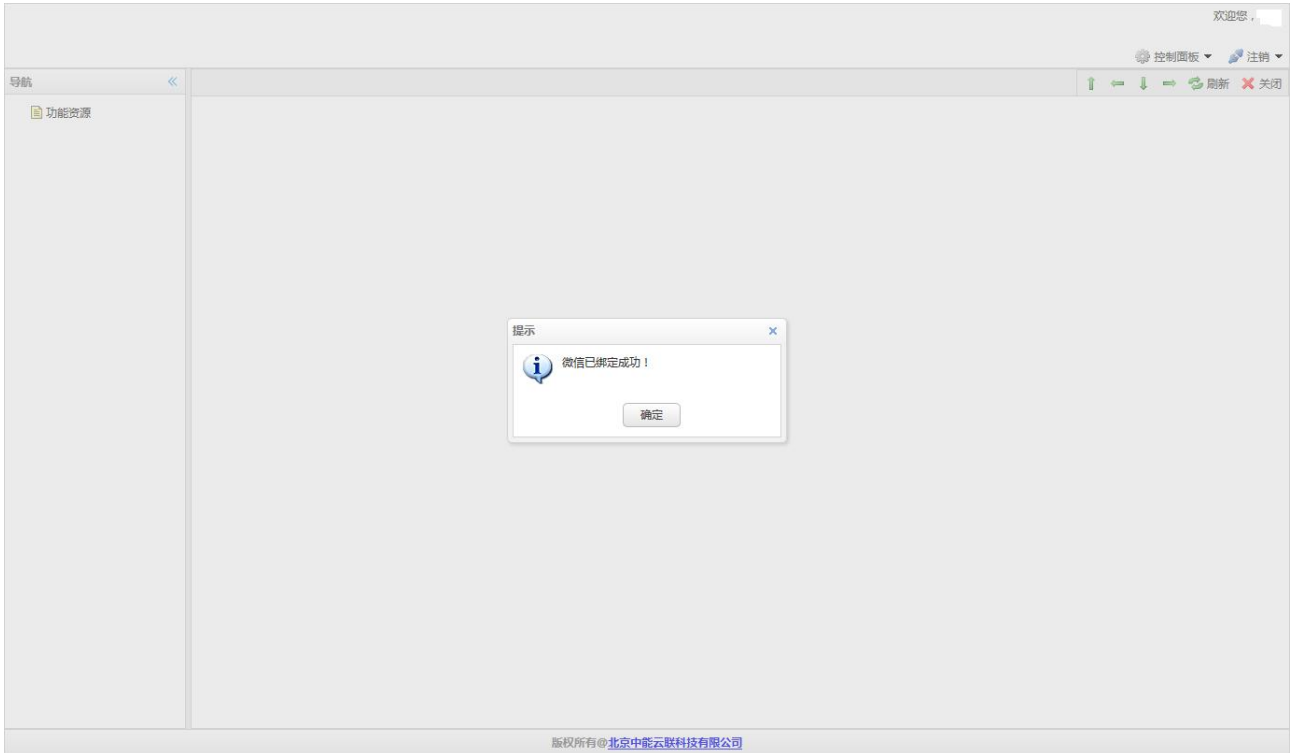 欢迎您，
控制面板 注销
导航
刷新 关闭
功能资源
提示
微信已绑定成功！
确定
版权所有@北京中能云联科技有限公司